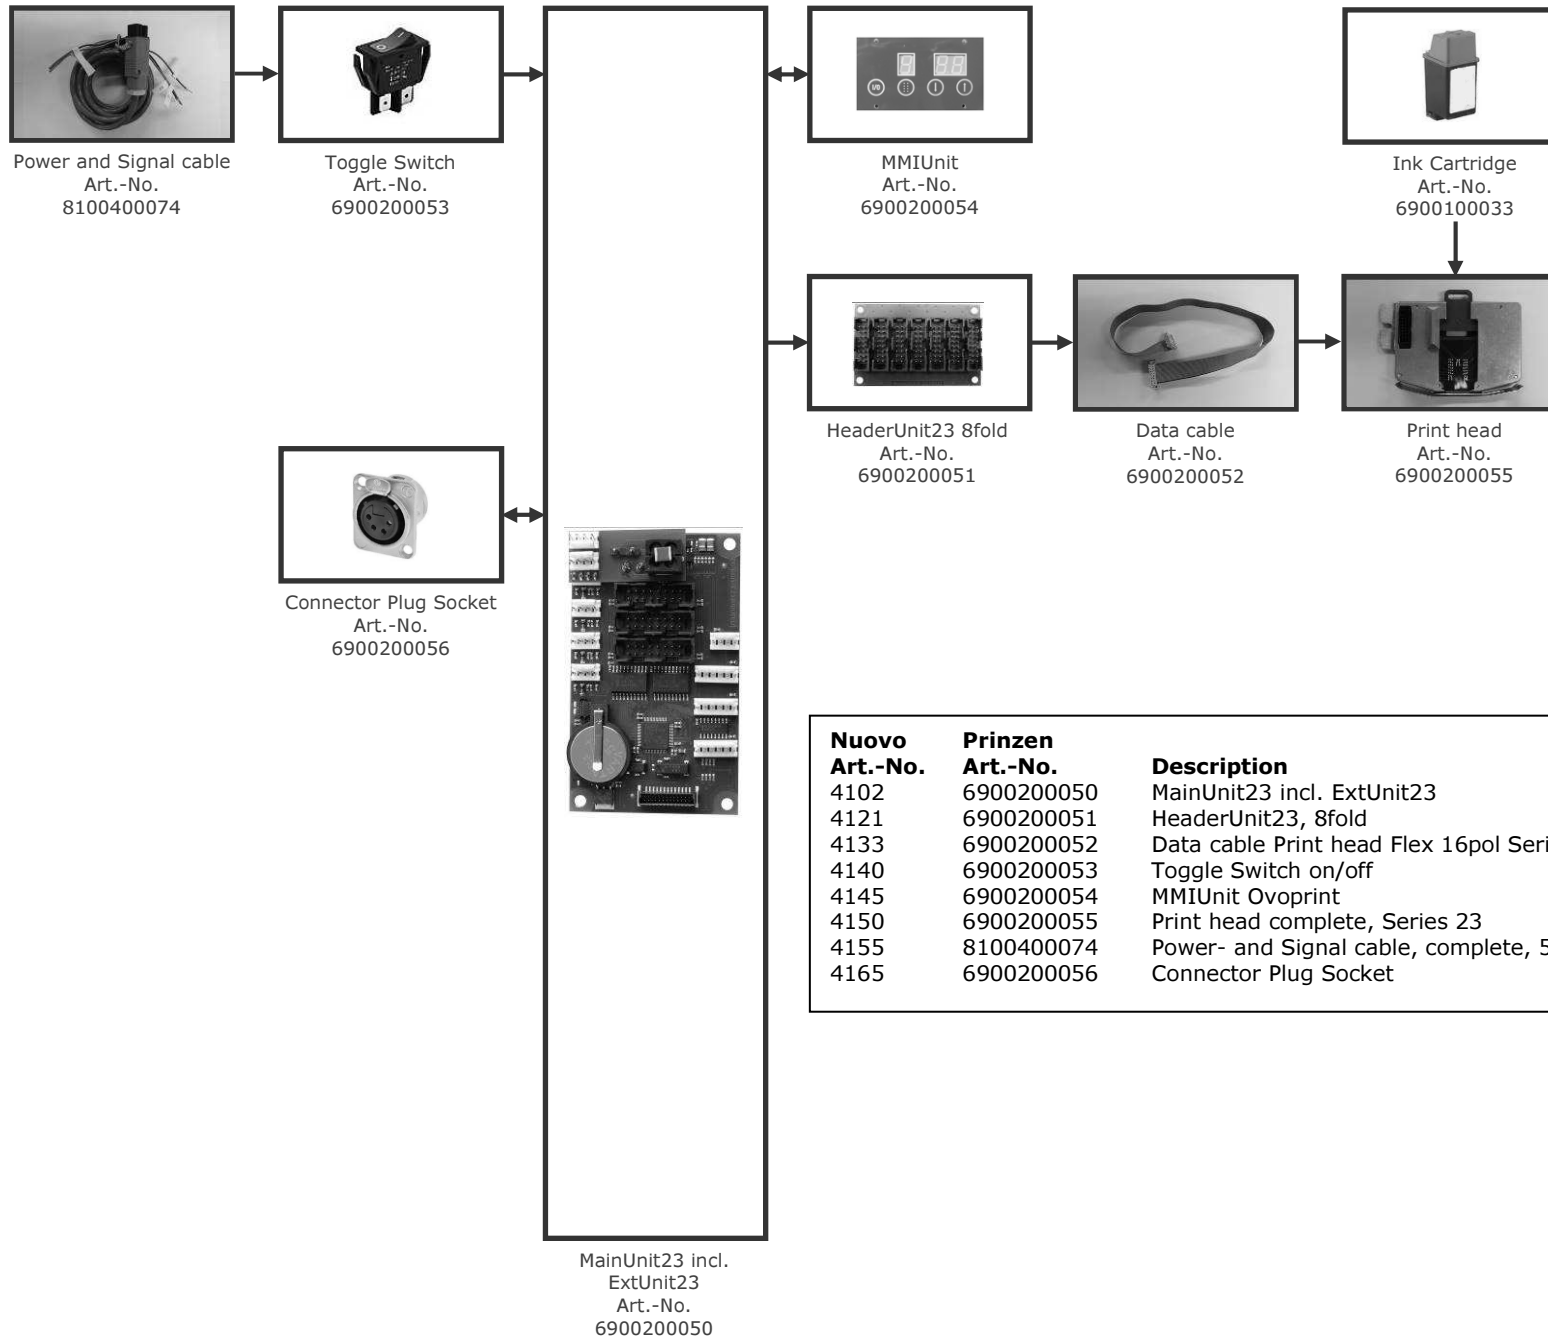 Power and Signal cable
Art.-No.
8100400074
Toggle Switch
Art.-No.
6900200053
MMIUnit
Art.-No.
6900200054
Ink Cartridge
Art.-No.
6900100033
HeaderUnit23 8fold
Art.-No.
6900200051
Data cable
Art.-No.
6900200052
Print head
Art.-No.
6900200055
Connector Plug Socket
Art.-No.
6900200056
Nuovo Prinzen
Art.-No. Art.-No. Description
4102 6900200050 MainUnit23 incl. ExtUnit23
4121 6900200051 HeaderUnit23, 8fold
4133 6900200052 Data cable Print head Flex 16pol Seri
4140 6900200053 Toggle Switch on/off
4145 6900200054 MMIUnit Ovoprint
4150 6900200055 Print head complete, Series 23
4155 8100400074 Power- and Signal cable, complete, 5
4165 6900200056 Connector Plug Socket
MainUnit23 incl.
ExtUnit23
Art.-No.
6900200050